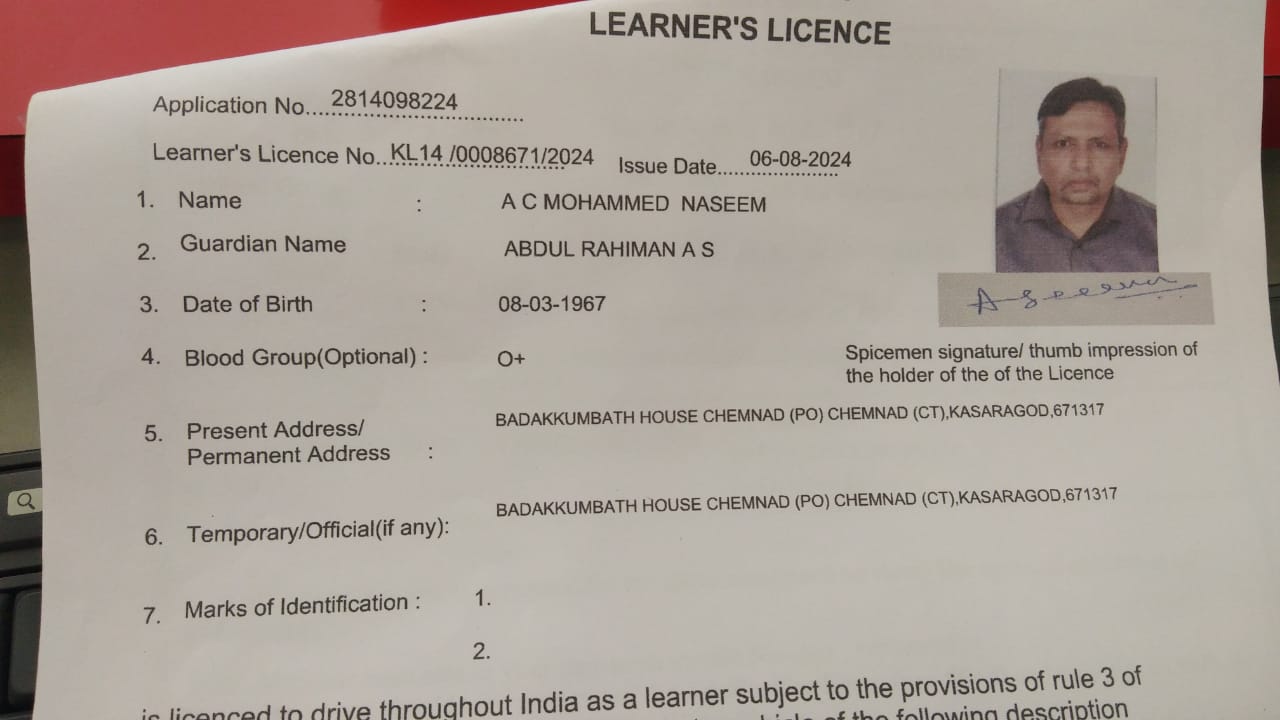 LEARNER'S LICENCE
Application No....2814098224
Learner's Licence No...KL14 /0008671/2024 Issue Date......06-08-2024
1. Name : A C MOHAMMED NASEEM
2. Guardian Name ABDUL RAHIMAN A S
3. Date of Birth : 08-03-1967
4. Blood Group(Optional) : O+
Spicemen signature/ thumb impression of
the holder of the of the Licence
5. Present Address/
Permanent Address :
BADAKKUMBATH HOUSE CHEMNAD (PO) CHEMNAD (CT),KASARAGOD,671317
6. Temporary/Official(if any):
BADAKKUMBATH HOUSE CHEMNAD (PO) CHEMNAD (CT),KASARAGOD,671317
7. Marks of Identification : 1.
2.
is licenced to drive throughout India as a learner subject to the provisions of rule 3 of
of the following description